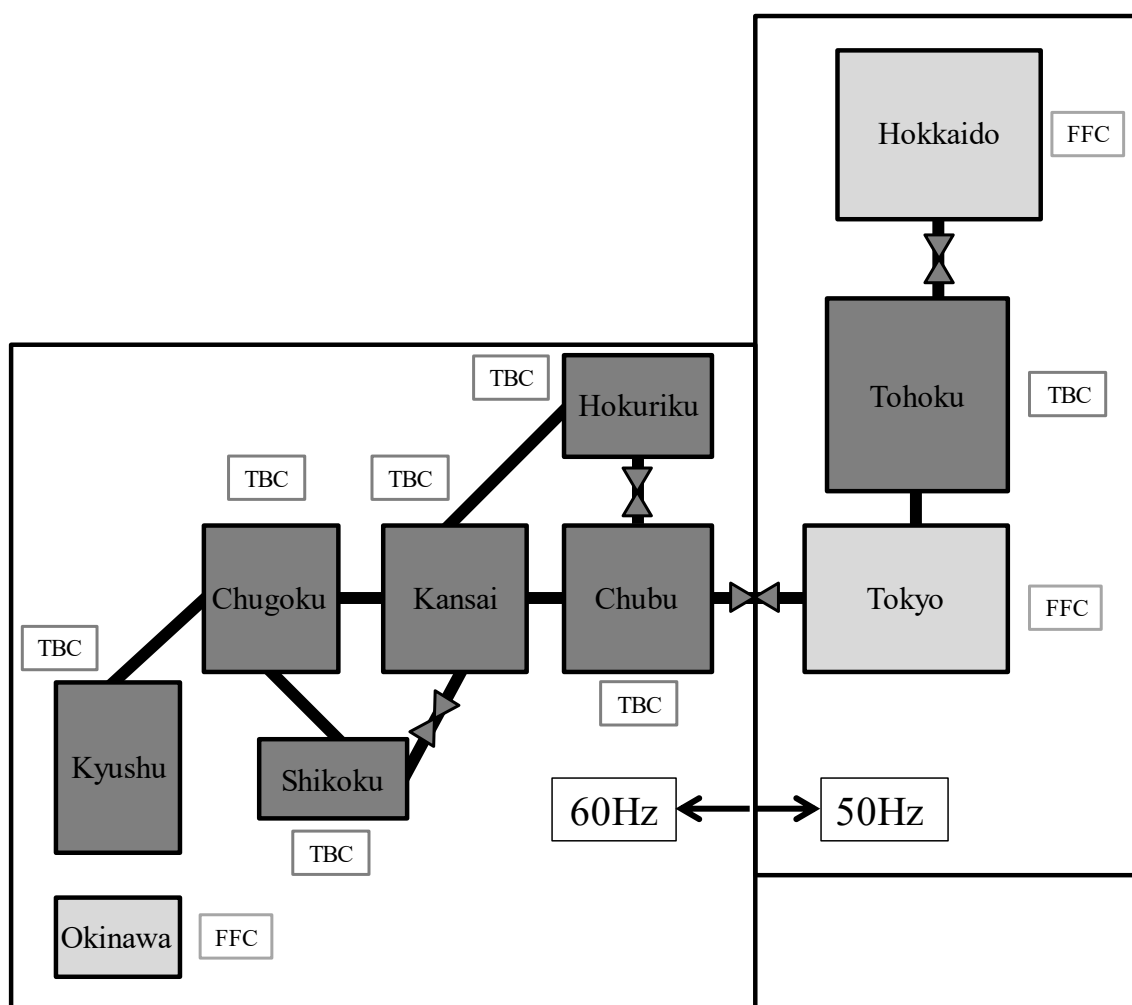 Hokkaido
FFC
Tohoku
TBC
TBC
Hokuriku
TBC
TBC
Chugoku
Kansai
Chubu
Tokyo
FFC
TBC
TBC
Kyushu
Shikoku
TBC
60Hz
50Hz
Okinawa
FFC